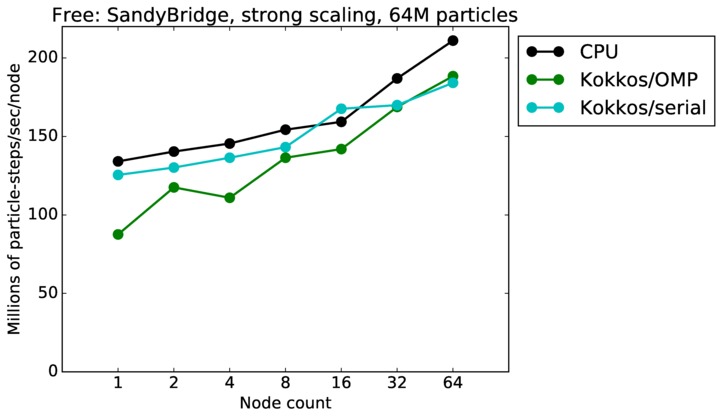 Free: SandyBridge, strong scaling, 64M particles
CPU
Kokkos/OMP
Kokkos/serial
Millions of particle-steps/sec/node
200
150
100
50
0
1 2 4 8 16 32 64
Node count